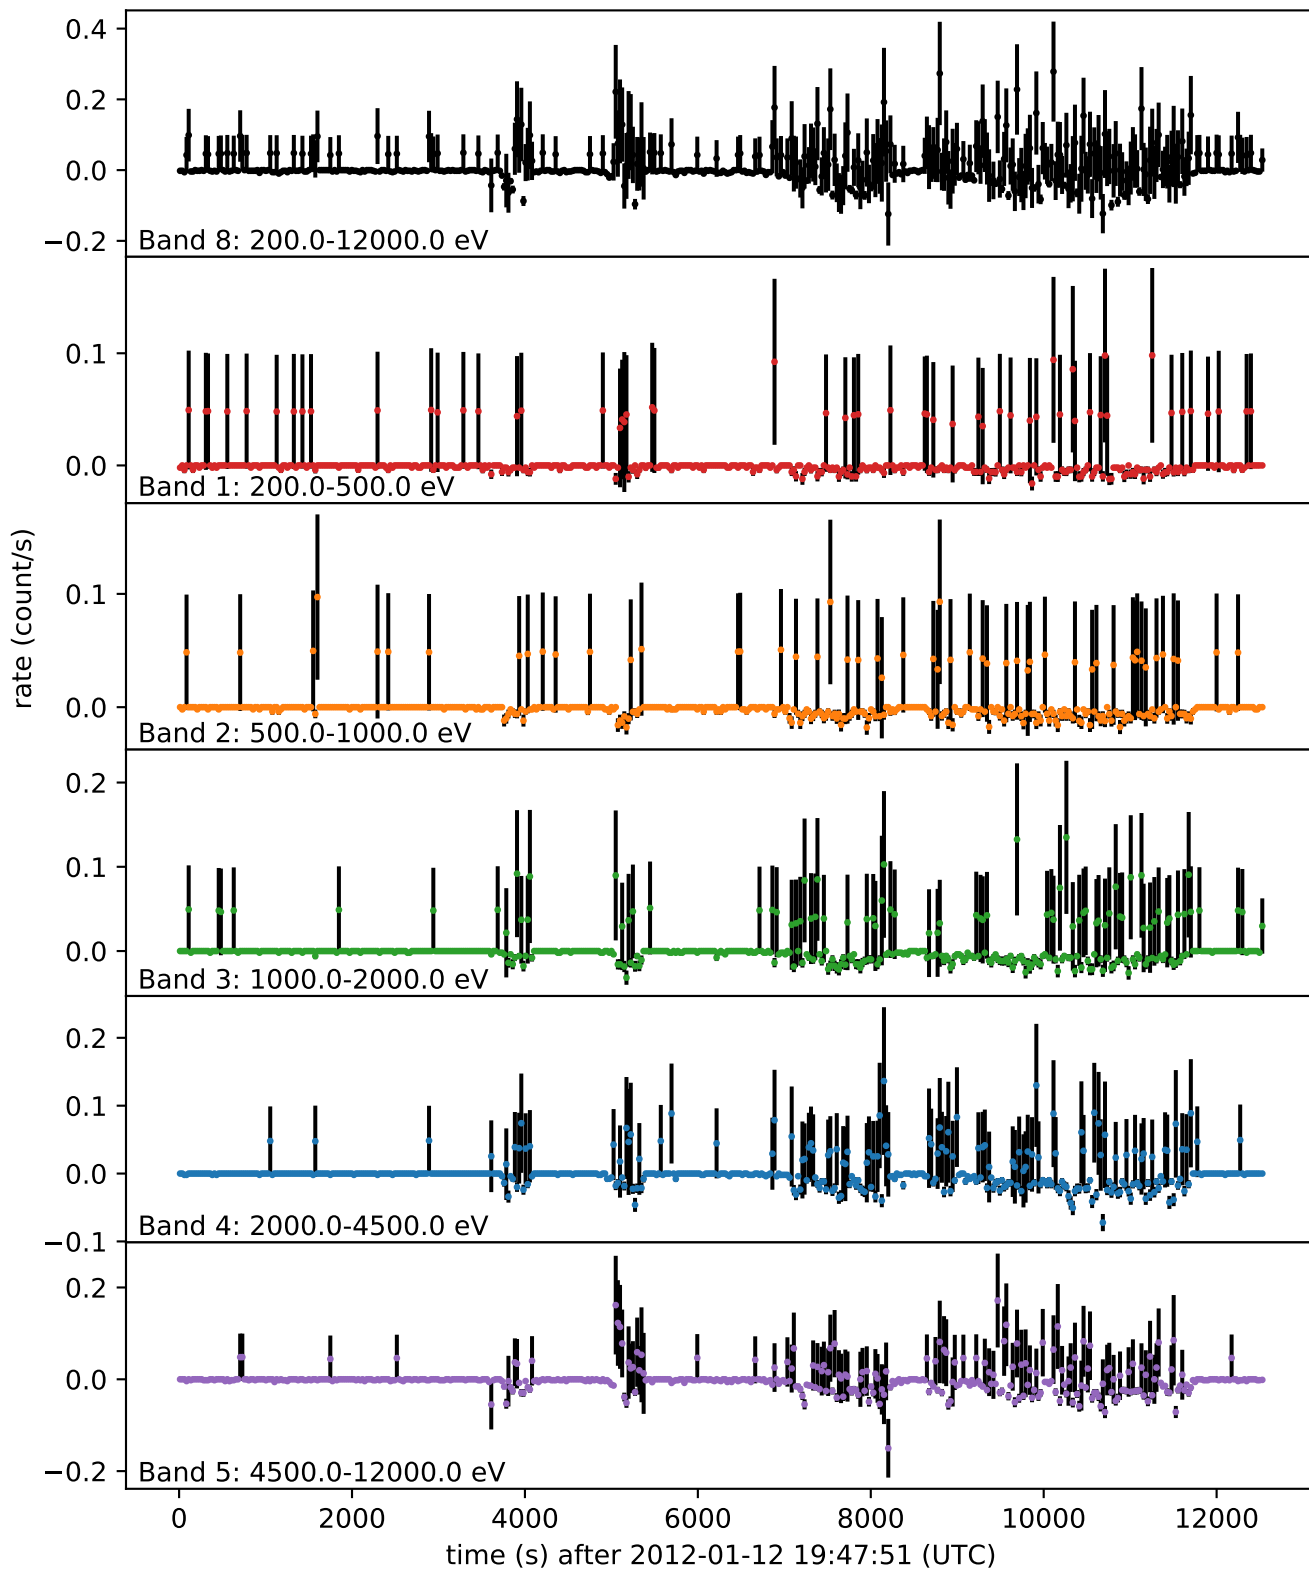 0.4
0.2
0.0
−0.2
Band 8: 200.0-12000.0 eV
0.1
0.0
Band 1: 200.0-500.0 eV
rate (count/s)
0.1
0.0
Band 2: 500.0-1000.0 eV
0.2
0.1
0.0
Band 3: 1000.0-2000.0 eV
0.2
0.1
0.0
−0.1
Band 4: 2000.0-4500.0 eV
0.2
0.0
−0.2
Band 5: 4500.0-12000.0 eV
0 2000 4000 6000 8000 10000 12000
time (s) after 2012-01-12 19:47:51 (UTC)